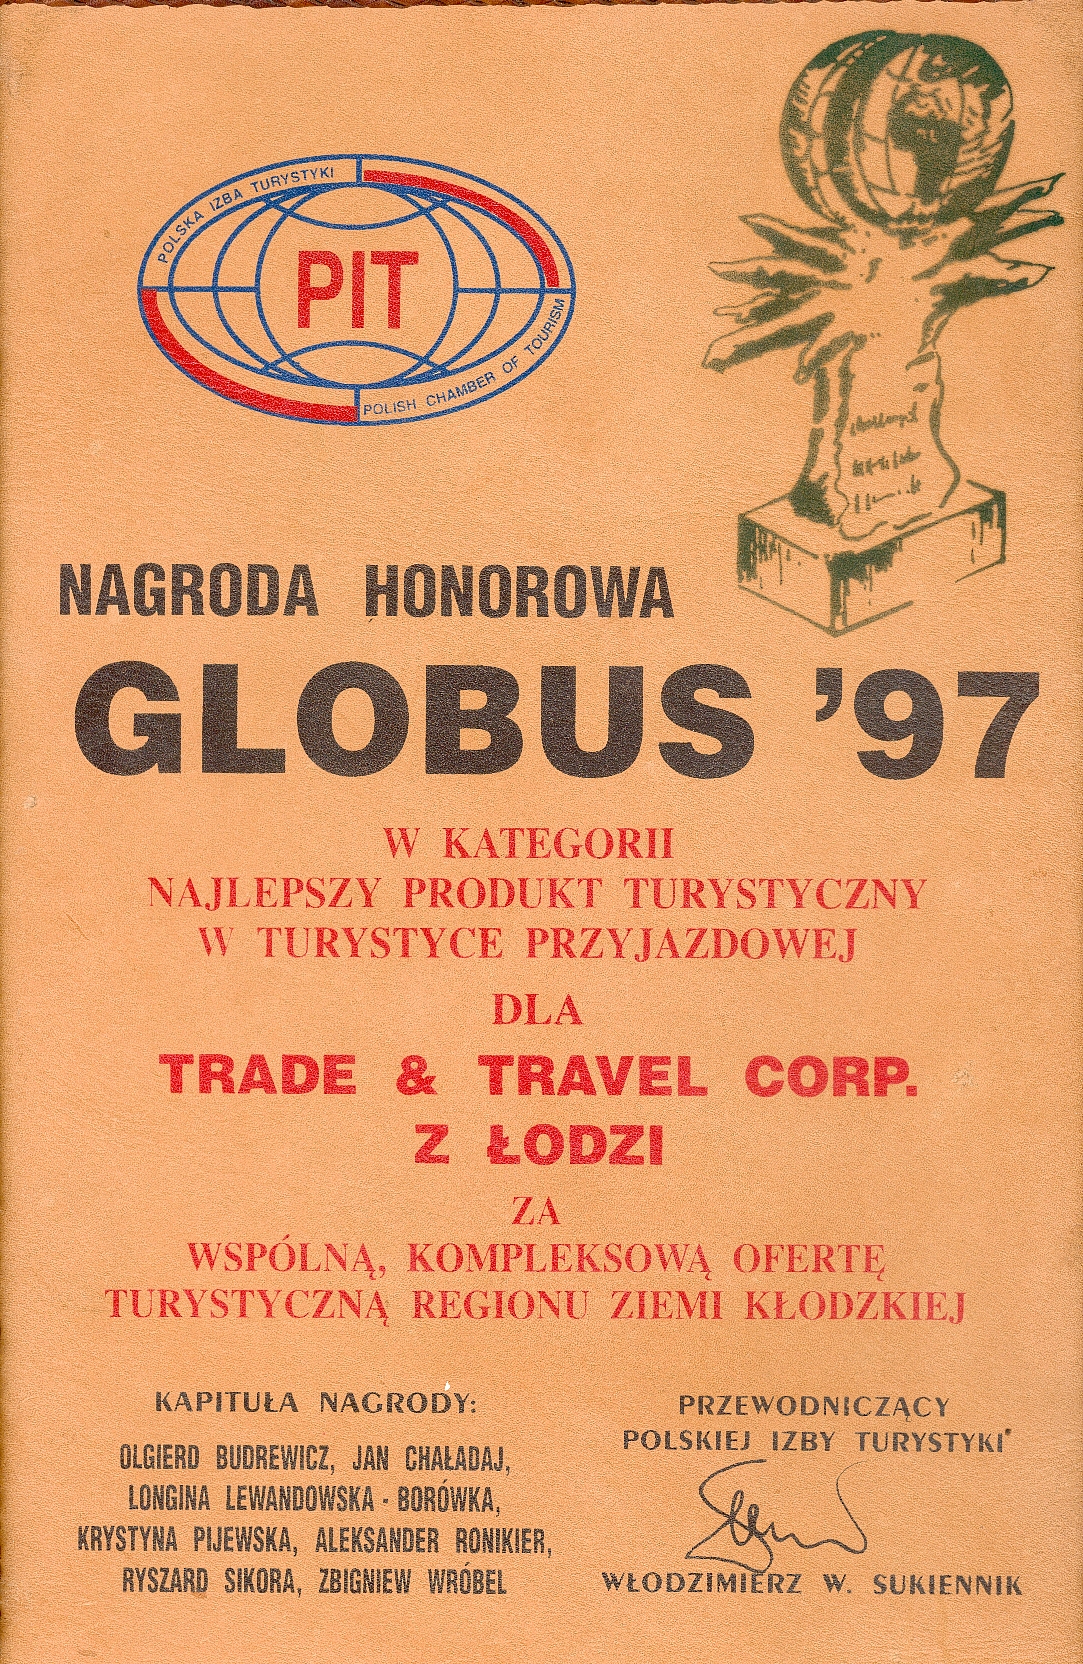 POLSKA IZBA TURYSTYKI
PIT
POLISH CHAMBER OF TOURISM
NAGRODA HONOROWA
GLOBUS '97
W KATEGORII
NAJLEPSZY PRODUKT TURYSTYCZNY
W TURYSTYCE PRZYJAZDOWEJ
DLA
TRADE & TRAVEL CORP.
Z ŁODZI
ZA
WSPÓLNĄ, KOMPLEKSOWĄ OFERTĘ
TURYSTYCZNĄ REGIONU ZIEMI KŁODZKIEJ
KAPITUŁA NAGRODY:
OLGIERD BUDREWICZ, JAN CHAŁADAJ,
LONGINA LEWANDOWSKA - BORÓWKA,
KRYSTYNA PIJEWSKA, ALEKSANDER RONIKIER,
RYSZARD SIKORA, ZBIGNIEW WRÓBEL
PRZEWODNICZĄCY
POLSKIEJ IZBY TURYSTYKI
WŁODZIMIERZ W. SUKIENNIK